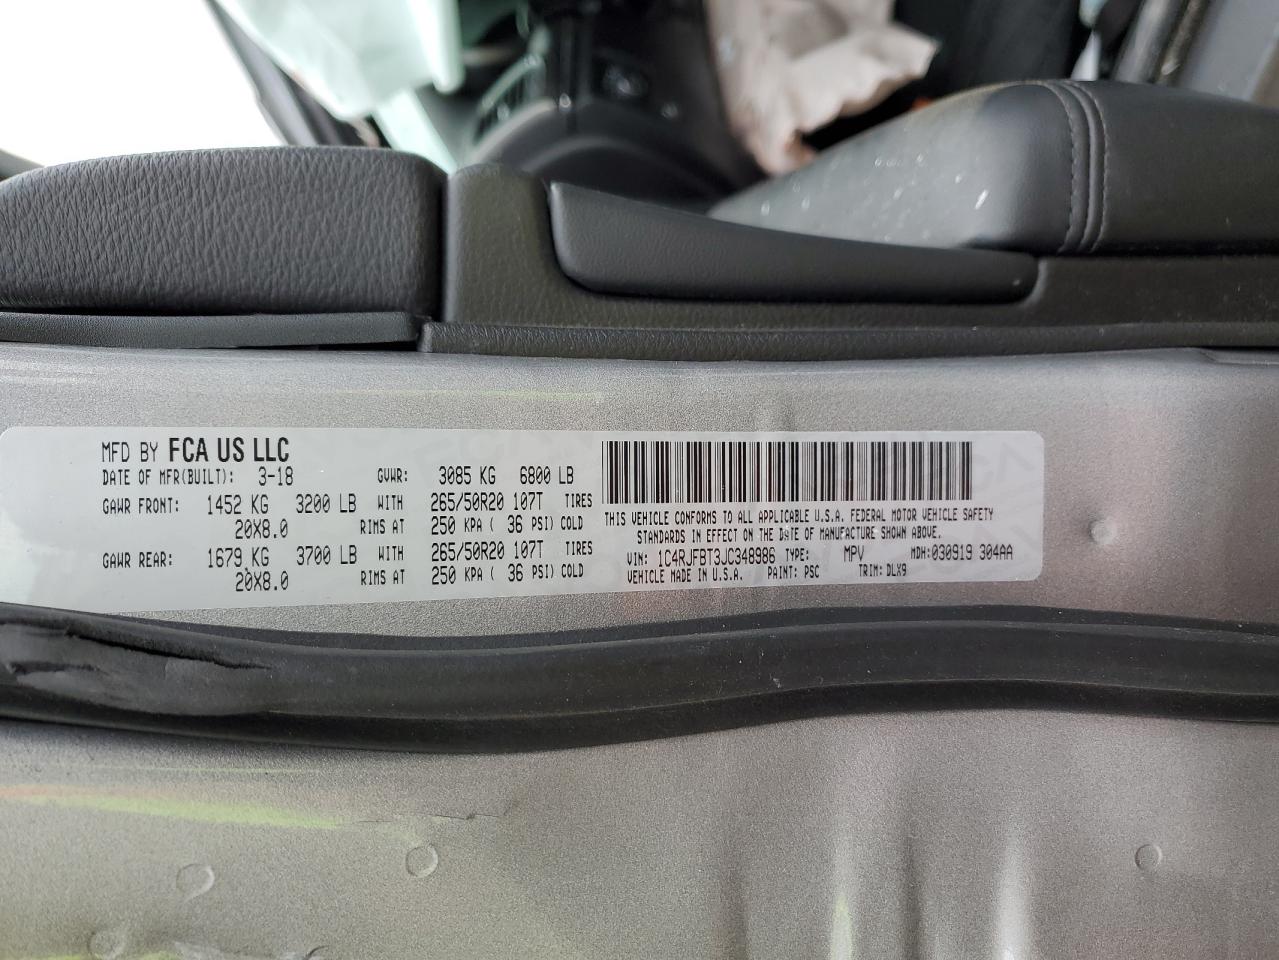 MFD BY FCA US LLC
DATE OF MFR(BUILT): 3-18 GVWR: 3085 KG 6800 LB
GAWR FRONT: 1452 KG 3200 LB WITH 265/50R20 107T TIRES
20X8.0 RIMS AT 250 KPA ( 36 PSI) COLD
GAWR REAR: 1679 KG 3700 LB WITH 265/50R20 107T TIRES
20X8.0 RIMS AT 250 KPA ( 36 PSI) COLD
THIS VEHICLE CONFORMS TO ALL APPLICABLE U.S.A. FEDERAL MOTOR VEHICLE SAFETY
STANDARDS IN EFFECT ON THE DATE OF MANUFACTURE SHOWN ABOVE.
VIN: 1C4RJFBT3JC348986 TYPE: MPV MDH:030919 304AA
VEHICLE MADE IN U.S.A. PAINT: PSC TRIM: DLX9